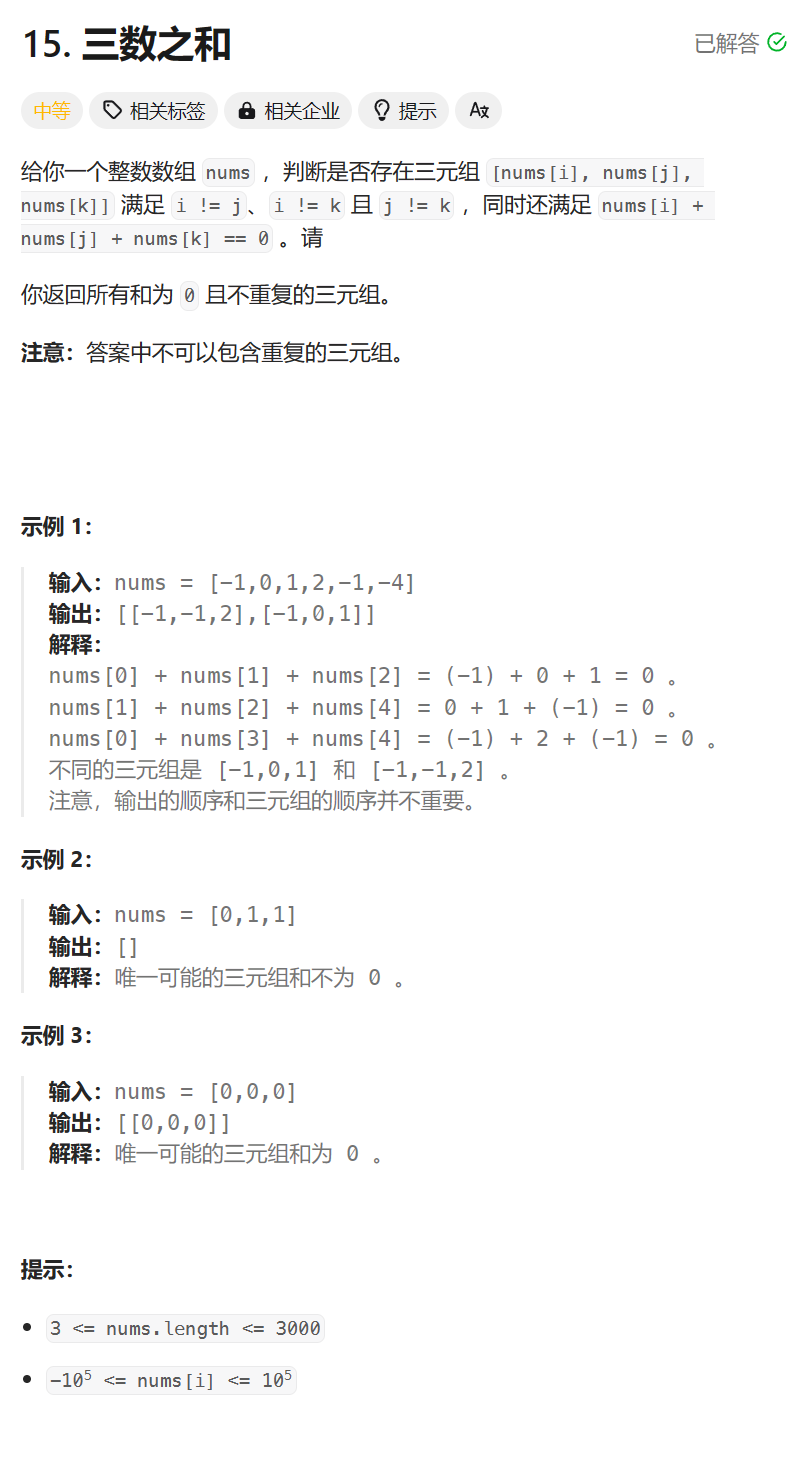 15. 三数之和
已解答
中等 相关标签 相关企业 提示
给你一个整数数组 nums ，判断是否存在三元组 [nums[i], nums[j],
nums[k]] 满足 i != j、i != k 且 j != k ，同时还满足 nums[i] +
nums[j] + nums[k] == 0 。请
你返回所有和为 0 且不重复的三元组。
注意：答案中不可以包含重复的三元组。
示例 1：
输入：nums = [-1,0,1,2,-1,-4]
输出：[[-1,-1,2],[-1,0,1]]
解释：
nums[0] + nums[1] + nums[2] = (-1) + 0 + 1 = 0 。
nums[1] + nums[2] + nums[4] = 0 + 1 + (-1) = 0 。
nums[0] + nums[3] + nums[4] = (-1) + 2 + (-1) = 0 。
不同的三元组是 [-1,0,1] 和 [-1,-1,2] 。
注意，输出的顺序和三元组的顺序并不重要。
示例 2：
输入：nums = [0,1,1]
输出：[]
解释：唯一可能的三元组和不为 0 。
示例 3：
输入：nums = [0,0,0]
输出：[[0,0,0]]
解释：唯一可能的三元组和为 0 。
提示：
3 <= nums.length <= 3000
-10⁵ <= nums[i] <= 10⁵